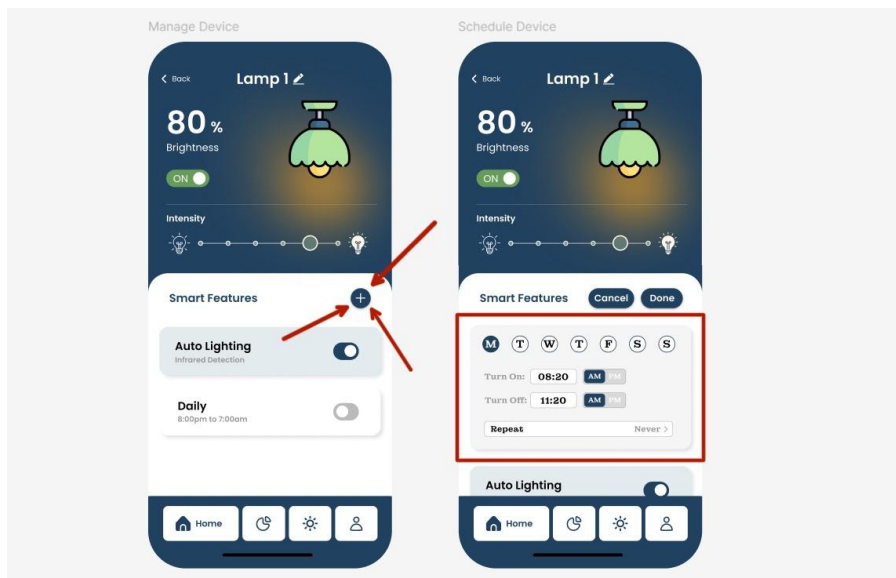 Manage Device
Back
Lamp 1
80 %
Brightness
ON
Intensity
Smart Features
Auto Lighting
Infrared Detection
Daily
8:00pm to 7:00am
Home
Schedule Device
Back
Lamp 1
80 %
Brightness
ON
Intensity
Smart Features Cancel Done
M T W T F S S
Turn On: 08:20 AM PM
Turn Off: 11:20 AM PM
Repeat Never >
Auto Lighting
Home